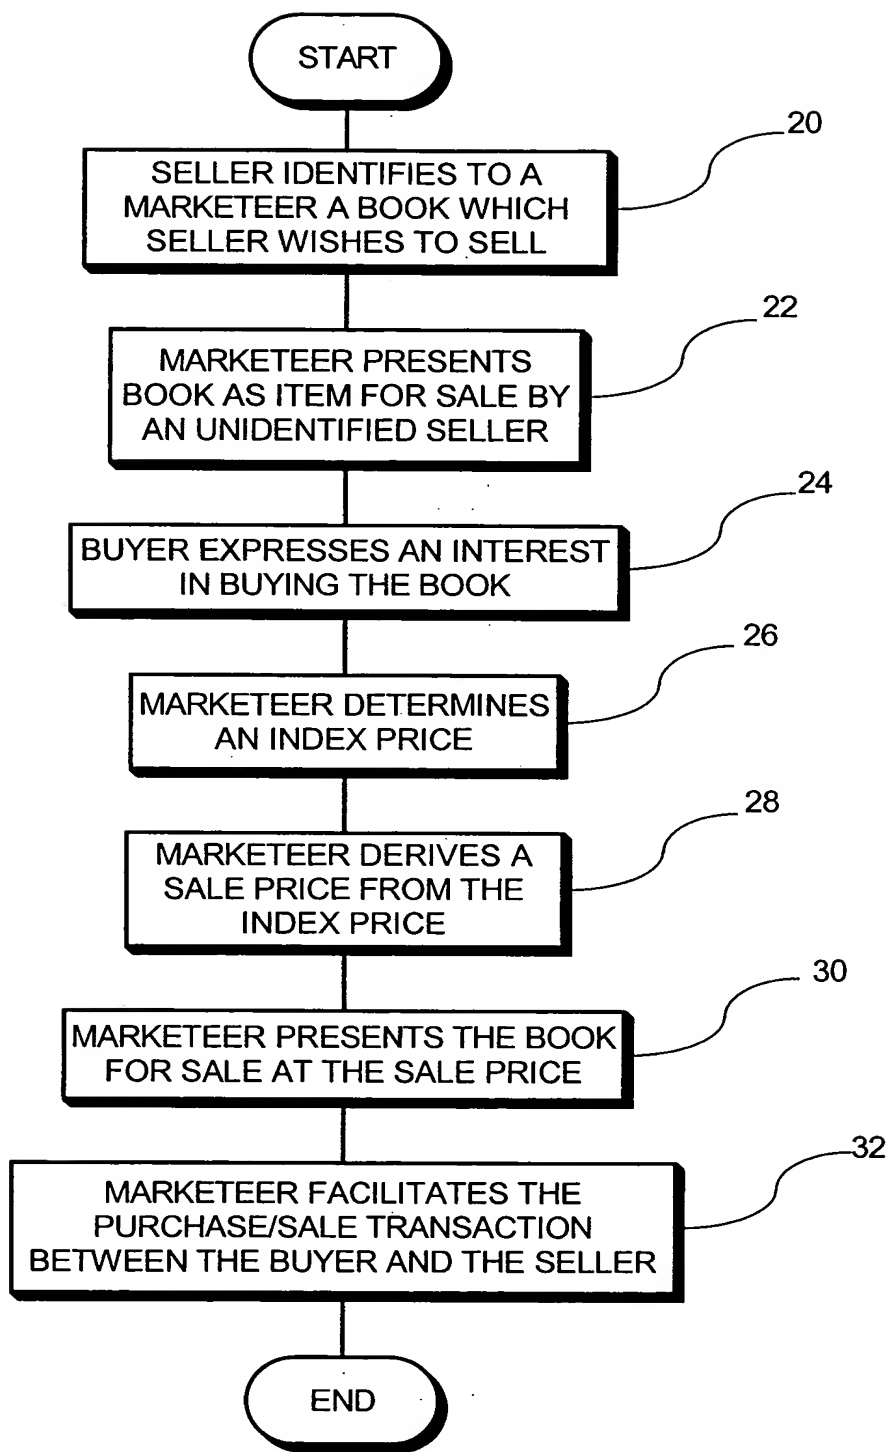 START
20
SELLER IDENTIFIES TO A
MARKETEER A BOOK WHICH
SELLER WISHES TO SELL
22
MARKETEER PRESENTS
BOOK AS ITEM FOR SALE BY
AN UNIDENTIFIED SELLER
24
BUYER EXPRESSES AN INTEREST
IN BUYING THE BOOK
26
MARKETEER DETERMINES
AN INDEX PRICE
28
MARKETEER DERIVES A
SALE PRICE FROM THE
INDEX PRICE
30
MARKETEER PRESENTS THE BOOK
FOR SALE AT THE SALE PRICE
32
MARKETEER FACILITATES THE
PURCHASE/SALE TRANSACTION
BETWEEN THE BUYER AND THE SELLER
END